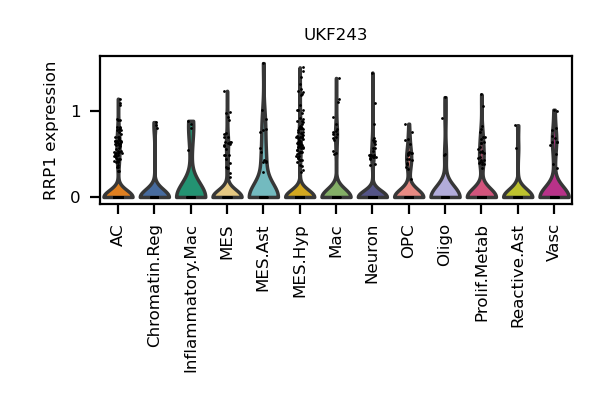 UKF243
RRP1 expression
1
0
AC
Chromatin.Reg
Inflammatory.Mac
MES
MES.Ast
MES.Hyp
Mac
Neuron
OPC
Oligo
Prolif.Metab
Reactive.Ast
Vasc